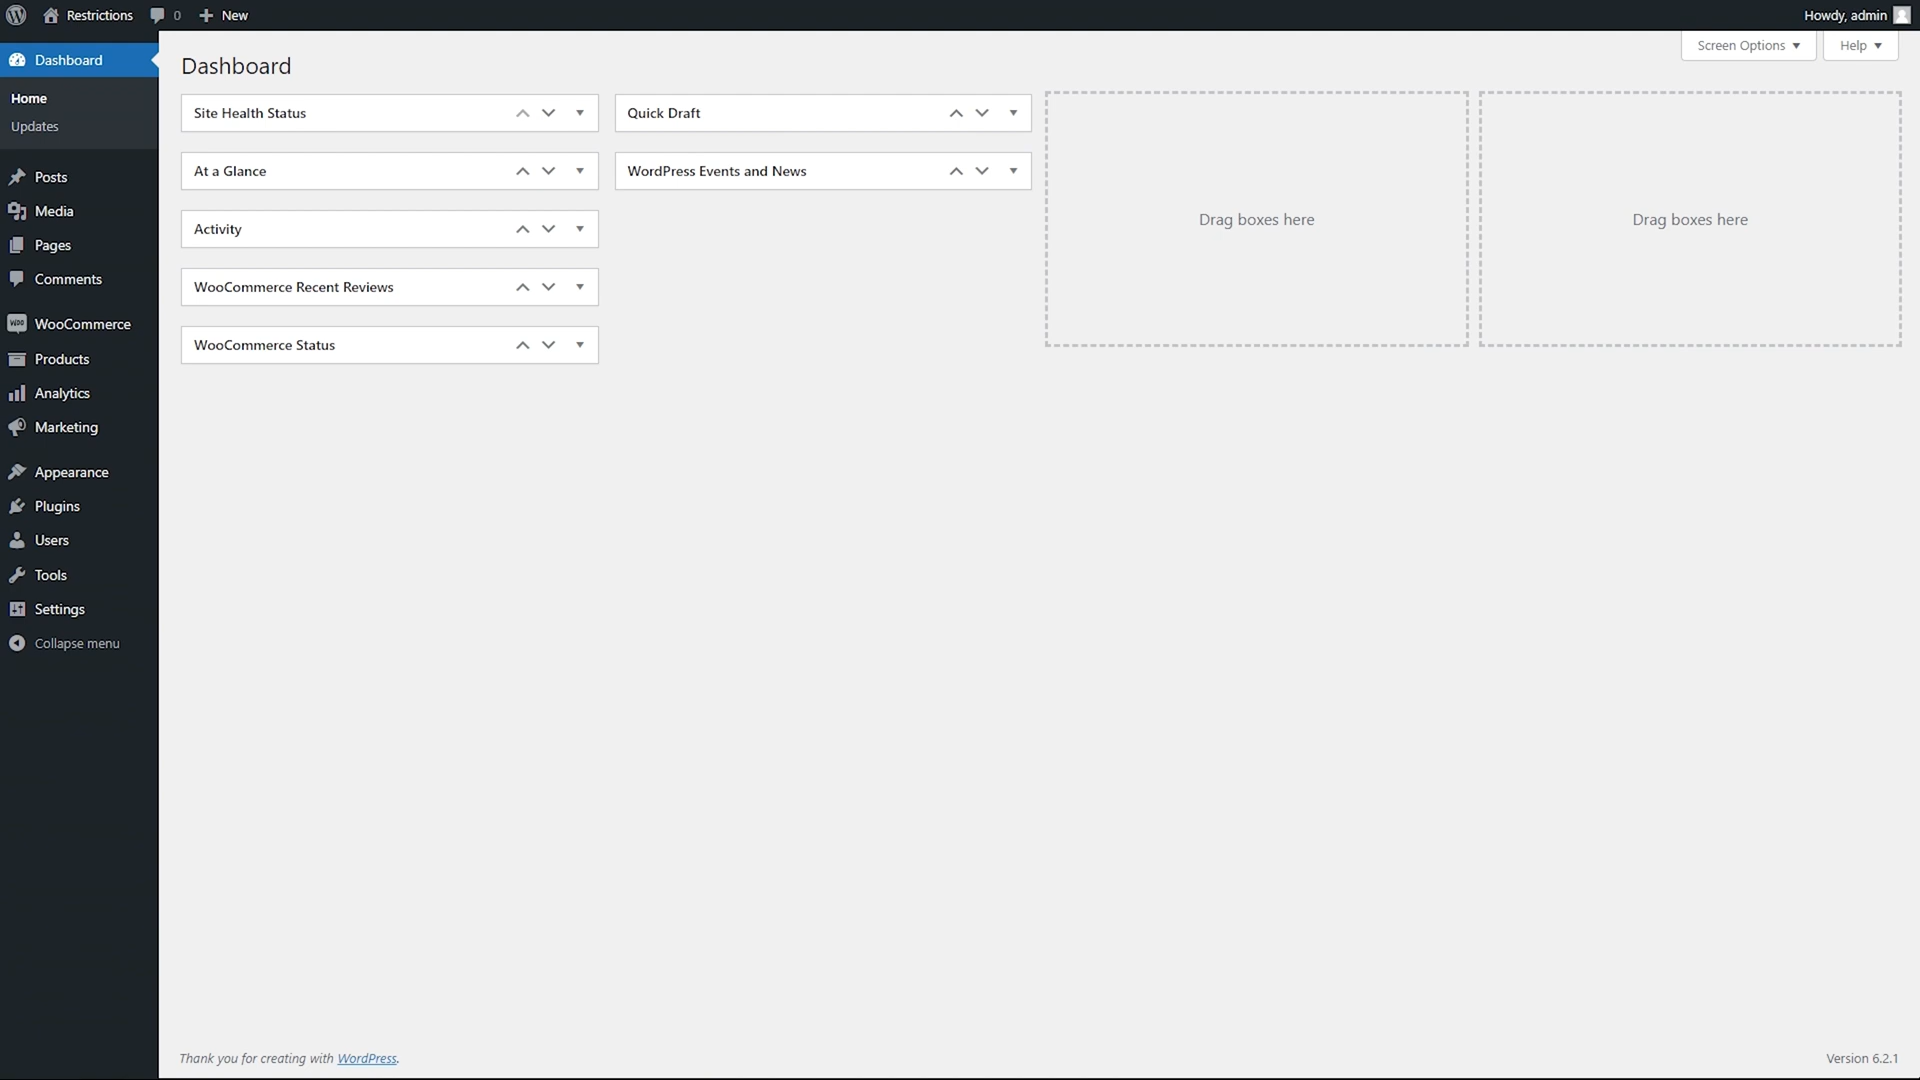 Restrictions 0 New Howdy, admin
Dashboard
Home
Updates
Posts
Media
Pages
Comments
WooCommerce
Products
Analytics
Marketing
Appearance
Plugins
Users
Tools
Settings
Collapse menu
Screen Options Help
Dashboard
Site Health Status
At a Glance
Activity
WooCommerce Recent Reviews
WooCommerce Status
Quick Draft
WordPress Events and News
Drag boxes here
Drag boxes here
Thank you for creating with WordPress.
Version 6.2.1